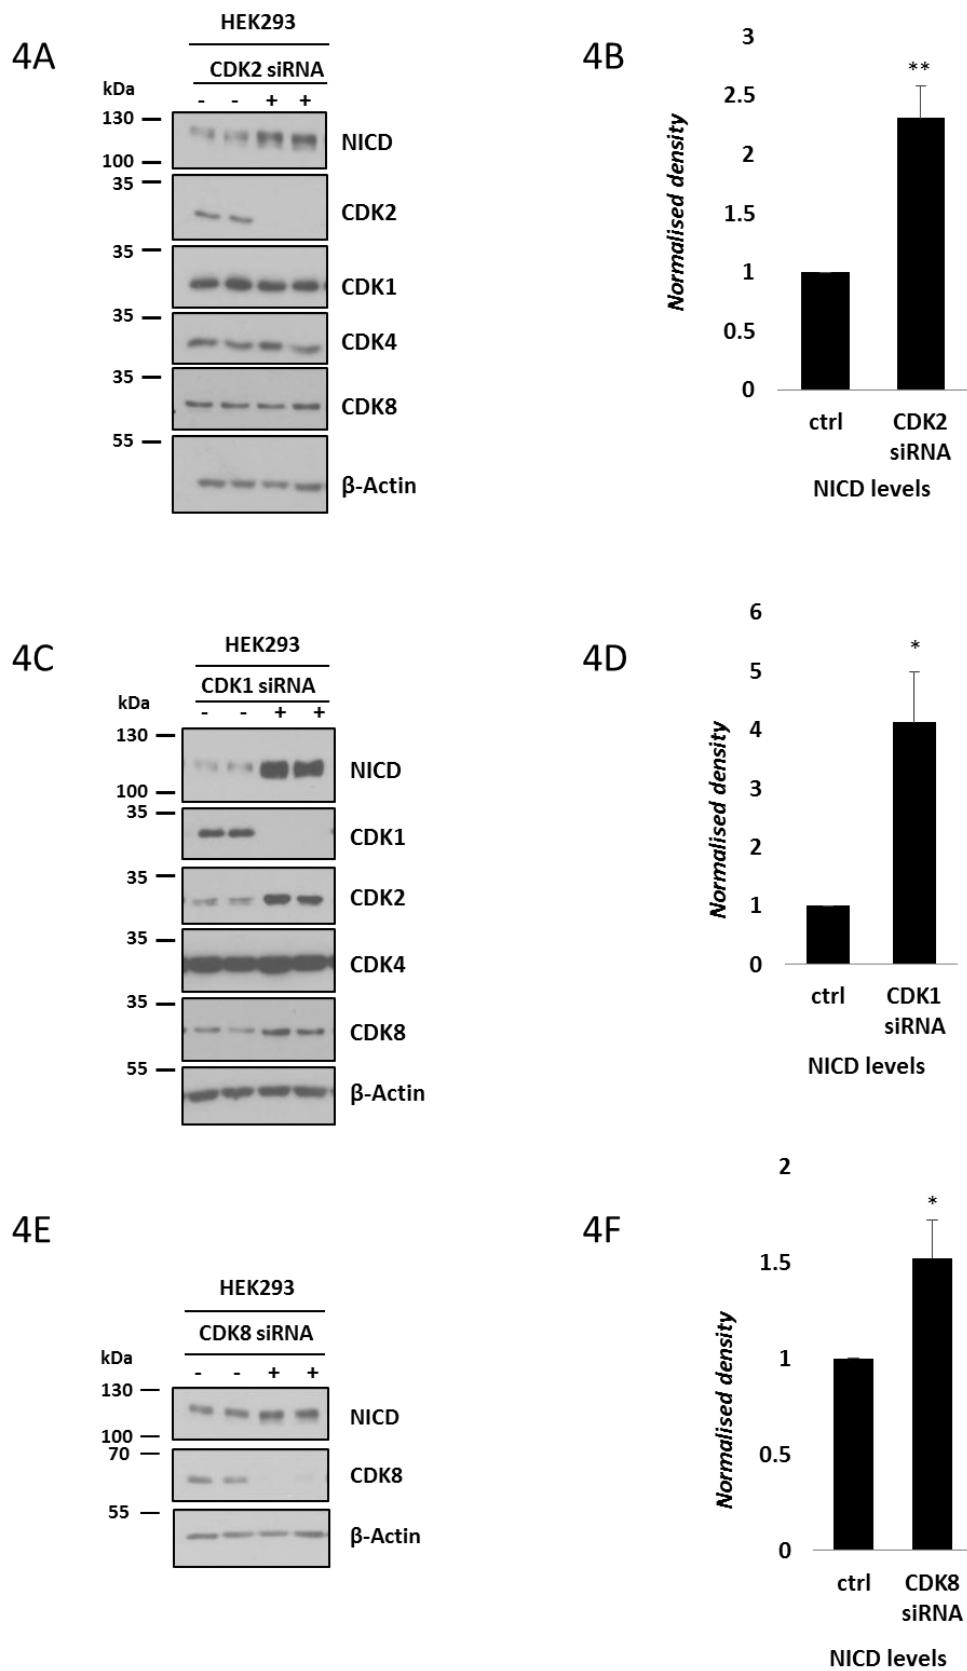 4A
HEK293
CDK2 siRNA
kDa
- - + +
130
NICD
100
35
CDK2
35
CDK1
35
CDK4
35
CDK8
55
β-Actin
4B
3
**
2.5
2
1.5
1
0.5
0
Normalised density
ctrl CDK2
siRNA
NICD levels
4C
HEK293
CDK1 siRNA
kDa
- - + +
130
NICD
100
35
CDK1
35
CDK2
35
CDK4
35
CDK8
55
β-Actin
4D
6
*
5
4
3
2
1
0
Normalised density
ctrl CDK1
siRNA
NICD levels
4E
HEK293
CDK8 siRNA
kDa
- - + +
130
NICD
100
70
CDK8
55
β-Actin
4F
2
*
1.5
1
0.5
0
Normalised density
ctrl CDK8
siRNA
NICD levels